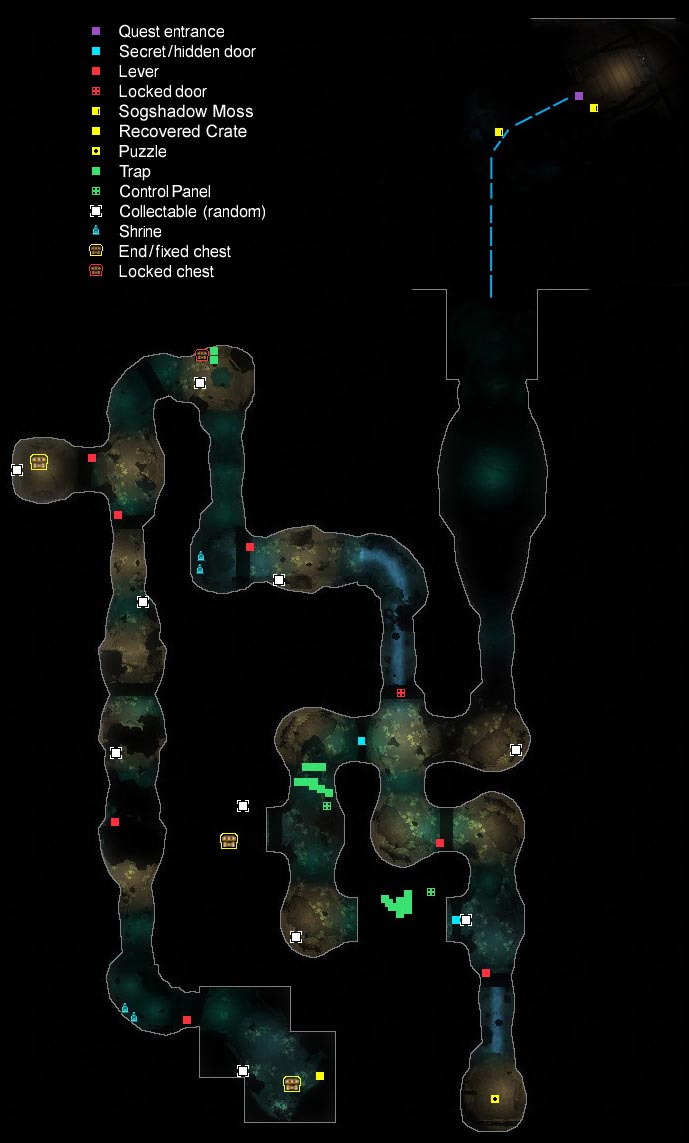 Quest entrance
Secret/hidden door
Lever
Locked door
Sogshadow Moss
Recovered Crate
Puzzle
Trap
Control Panel
Collectable (random)
Shrine
End/fixed chest
Locked chest